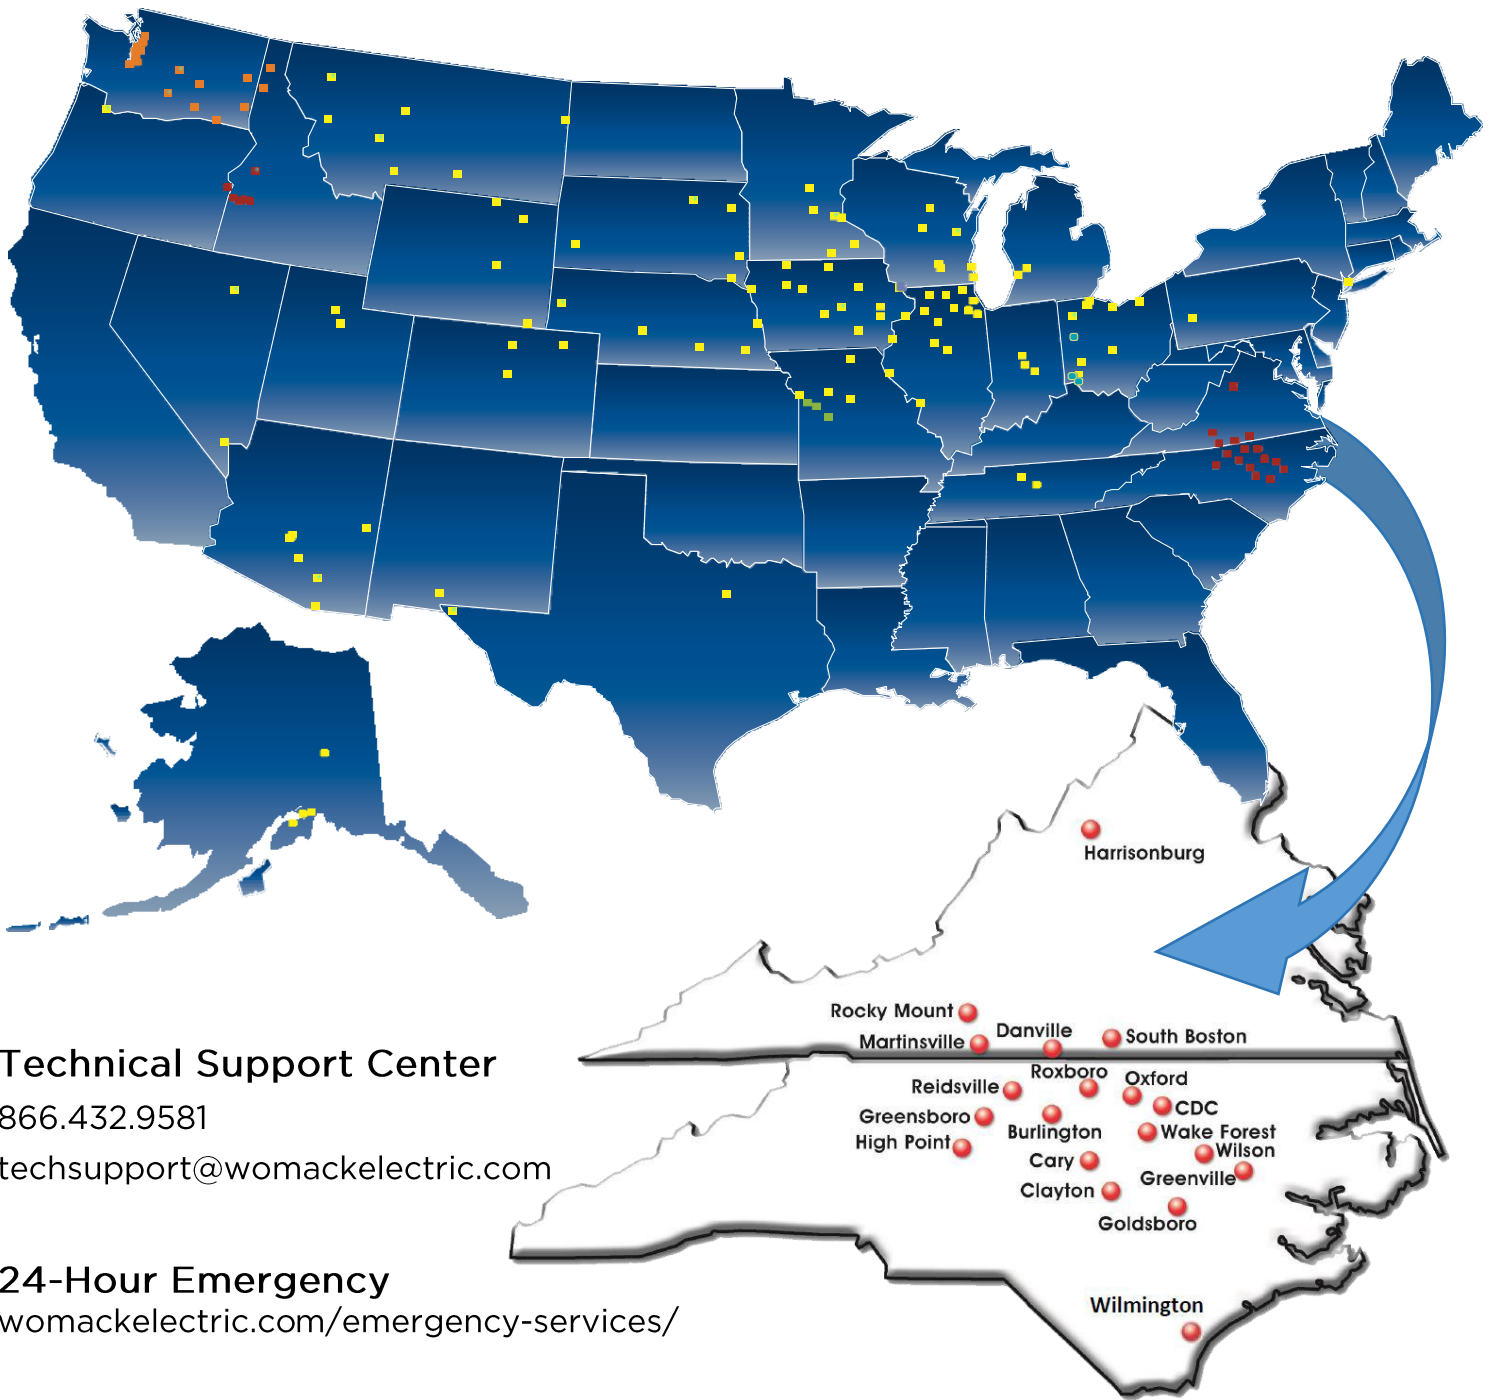 Harrisonburg
Rocky Mount
Martinsville
Danville
South Boston
Roxboro
Reidsville
Oxford
CDC
Greensboro
Burlington
Wake Forest
High Point
Wilson
Cary
Greenville
Clayton
Goldsboro
Wilmington
Technical Support Center
866.432.9581
techsupport@womackelectric.com
24-Hour Emergency
womackelectric.com/emergency-services/